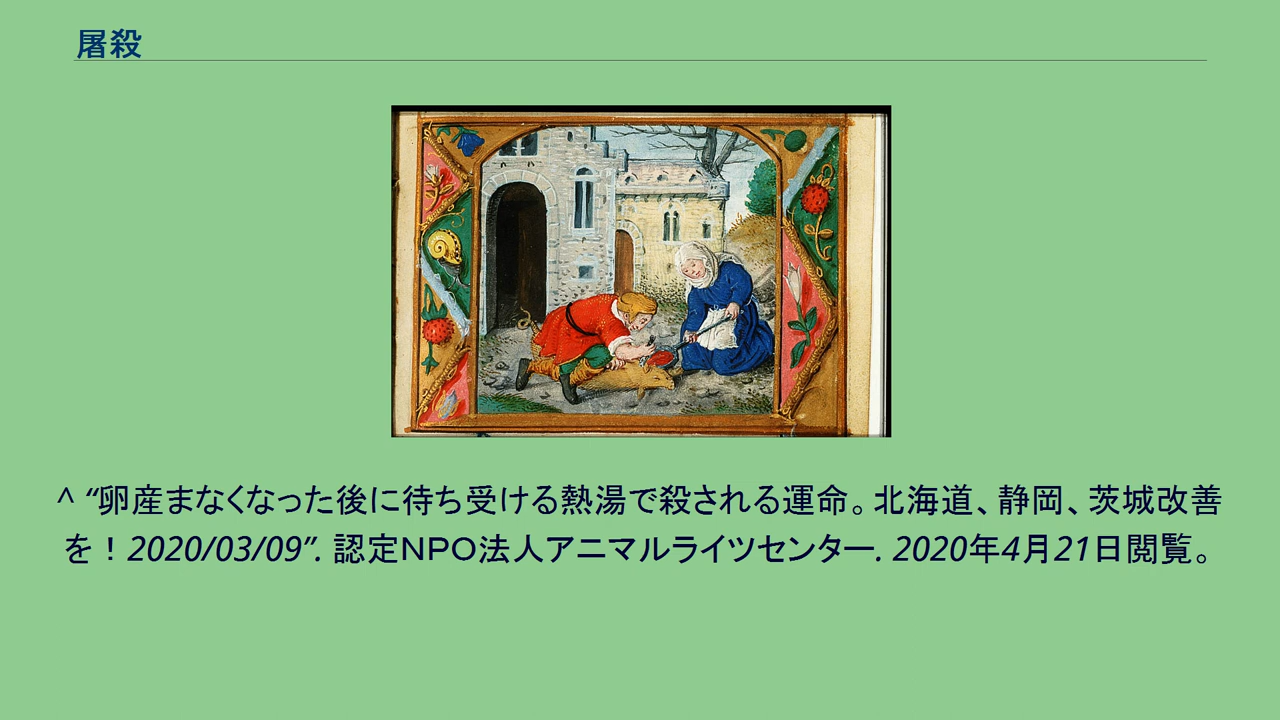 屠殺
^ “卵産まなくなった後に待ち受ける熱湯で殺される運命。北海道、静岡、茨城改善
を！2020/03/09”. 認定NPO法人アニマルライツセンター. 2020年4月21日閲覧。